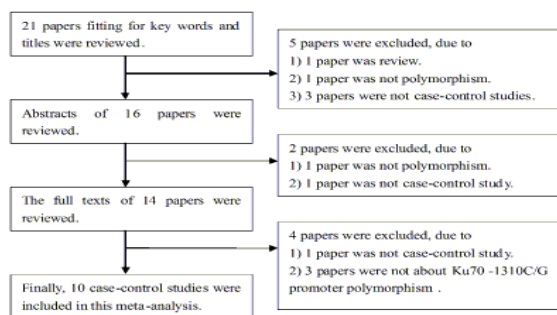 21 papers fitting for key words and
titles were reviewed.
5 papers were excluded, due to
1) 1 paper was review.
2) 1 paper was not polymorphism.
3) 3 papers were not case-control studies.
Abstracts of 16 papers were
reviewed.
2 papers were excluded, due to
1) 1 paper was not polymorphism.
2) 1 paper was not case-control study.
The full texts of 14 papers were
reviewed.
4 papers were excluded, due to
1) 1 paper was not case-control study.
2) 3 papers were not about Ku70 -1310C/G
promoter polymorphism .
Finally, 10 case-control studies were
included in this meta-analysis.